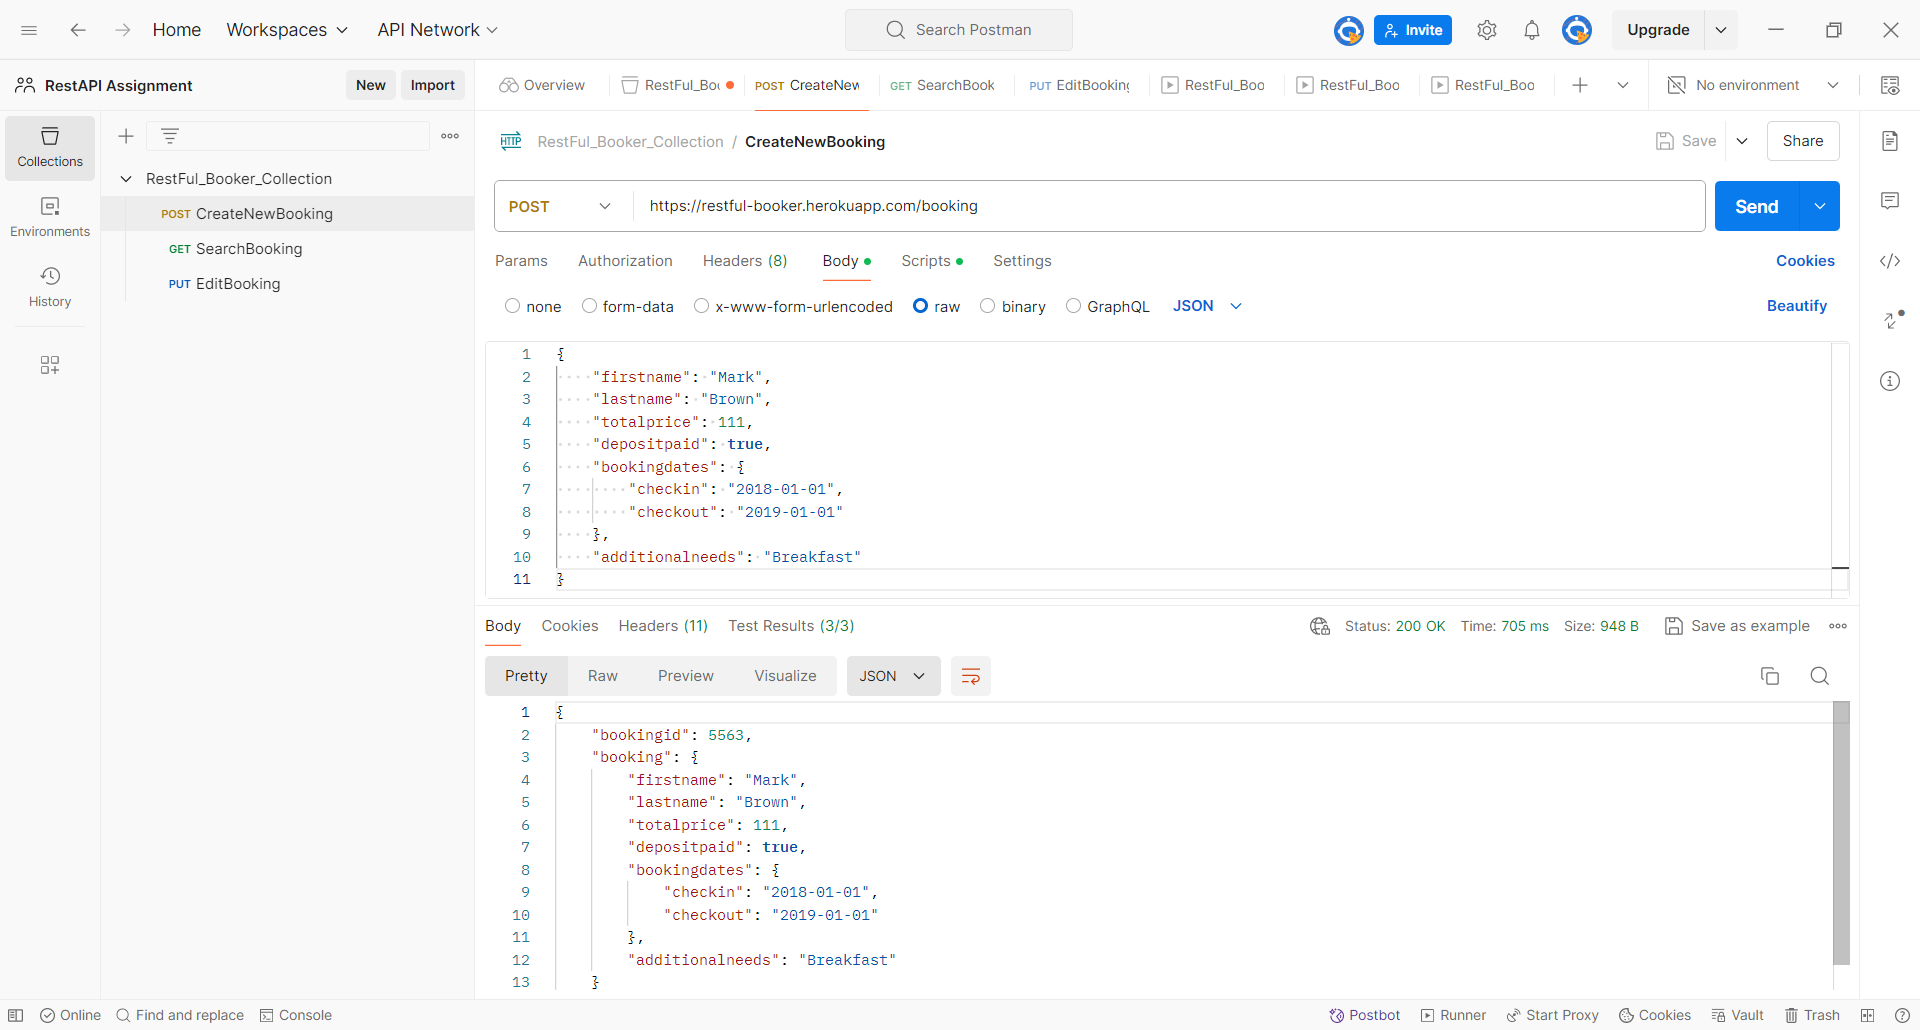 Home Workspaces API Network Search Postman Invite Upgrade
RestAPI Assignment New Import Overview RestFul_Boo POST CreateNew GET SearchBook PUT EditBooking RestFul_Boo RestFul_Boo RestFul_Boo No environment
Collections
Environments
History
RestFul_Booker_Collection
POST CreateNewBooking
GET SearchBooking
PUT EditBooking
HTTP RestFul_Booker_Collection / CreateNewBooking Save Share
POST https://restful-booker.herokuapp.com/booking Send
Params Authorization Headers (8) Body Scripts Settings Cookies
none form-data x-www-form-urlencoded raw binary GraphQL JSON Beautify
1 {
2 "firstname": "Mark",
3 "lastname": "Brown",
4 "totalprice": 111,
5 "depositpaid": true,
6 "bookingdates": {
7 "checkin": "2018-01-01",
8 "checkout": "2019-01-01"
9 },
10 "additionalneeds": "Breakfast"
11 }
Body Cookies Headers (11) Test Results (3/3) Status: 200 OK Time: 705 ms Size: 948 B Save as example
Pretty Raw Preview Visualize JSON
1 {
2 "bookingid": 5563,
3 "booking": {
4 "firstname": "Mark",
5 "lastname": "Brown",
6 "totalprice": 111,
7 "depositpaid": true,
8 "bookingdates": {
9 "checkin": "2018-01-01",
10 "checkout": "2019-01-01"
11 },
12 "additionalneeds": "Breakfast"
13 }
Online Find and replace Console Postbot Runner Start Proxy Cookies Vault Trash